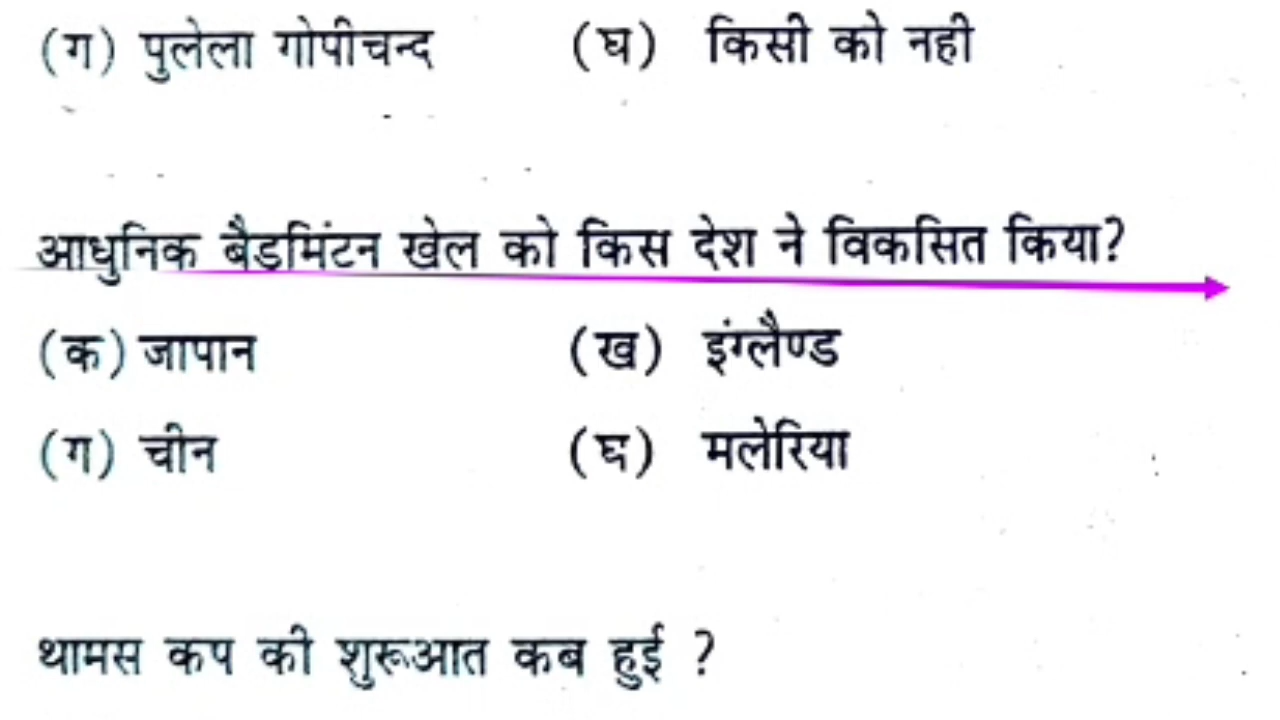 (ग) पुलेला गोपीचन्द (घ) किसी को नही
आधुनिक बैडमिंटन खेल को किस देश ने विकसित किया?
(क) जापान (ख) इंग्लैण्ड
(ग) चीन (घ) मलेरिया
थामस कप की शुरूआत कब हुई ?